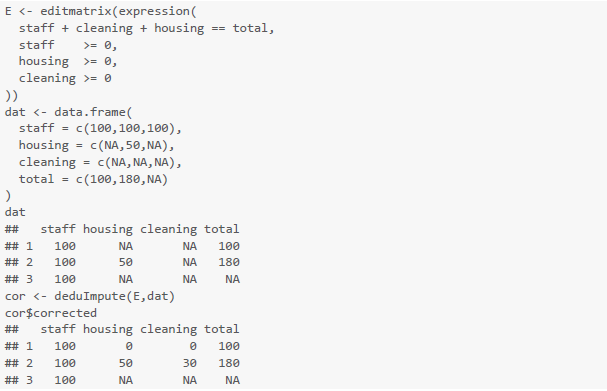 E <- editmatrix(expression(
  staff + cleaning + housing == total,
  staff    >= 0,
  housing  >= 0,
  cleaning >= 0
))
dat <- data.frame(
  staff = c(100,100,100),
  housing = c(NA,50,NA),
  cleaning = c(NA,NA,NA),
  total = c(100,180,NA)
)
dat
##   staff housing cleaning total
## 1   100      NA       NA   100
## 2   100      50       NA   180
## 3   100      NA       NA    NA
cor <- deduImpute(E,dat)
cor$corrected
##   staff housing cleaning total
## 1   100       0        0   100
## 2   100      50       30   180
## 3   100      NA       NA    NA